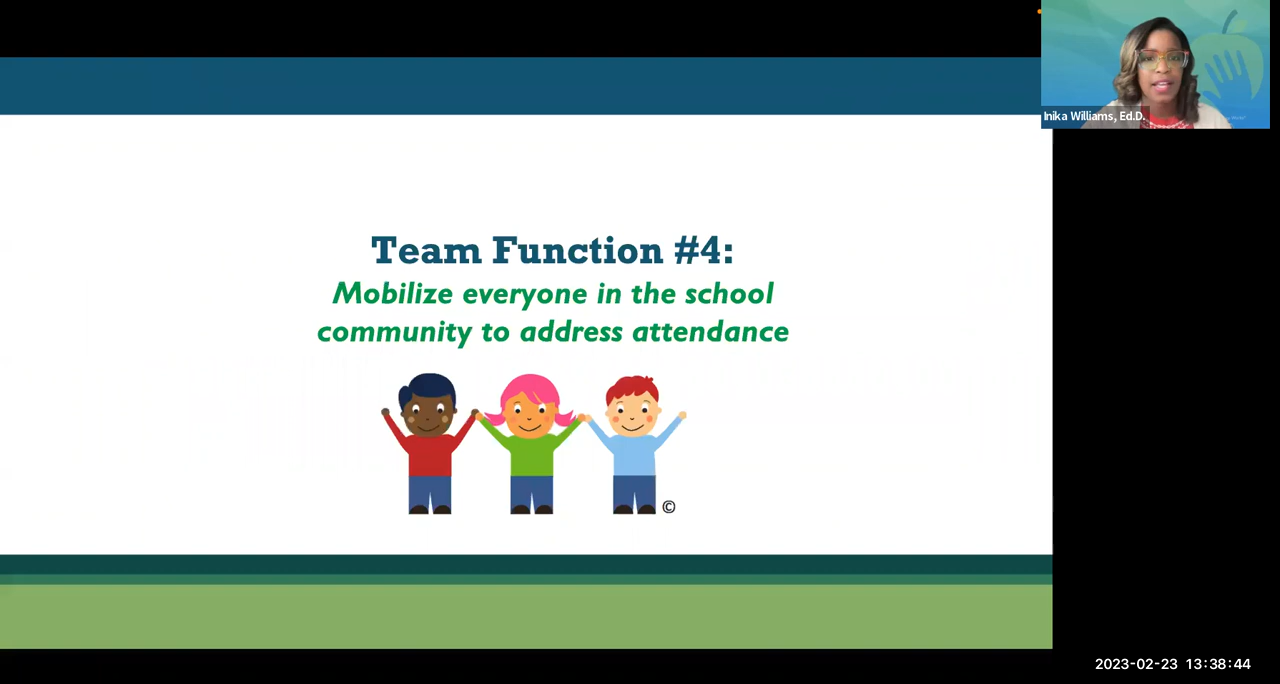 Inika Williams, Ed.D.
Team Function #4:
Mobilize everyone in the school
community to address attendance
©
2023-02-23 13:38:44